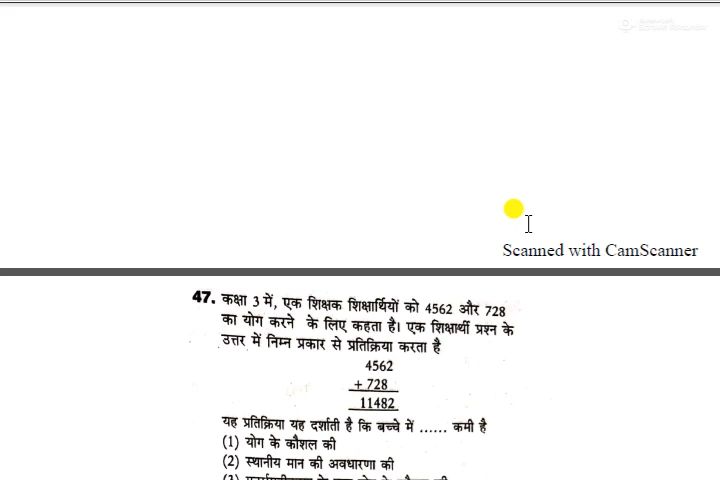 Scanned with CamScanner
47. कक्षा 3 में, एक शिक्षक शिक्षार्थियों को 4562 और 728
का योग करने के लिए कहता है। एक शिक्षार्थी प्रश्न के
उत्तर में निम्न प्रकार से प्रतिक्रिया करता है
4562
+ 728
11482
यह प्रतिक्रिया यह दर्शाती है कि बच्चे में ...... कमी है
(1) योग के कौशल की
(2) स्थानीय मान की अवधारणा की